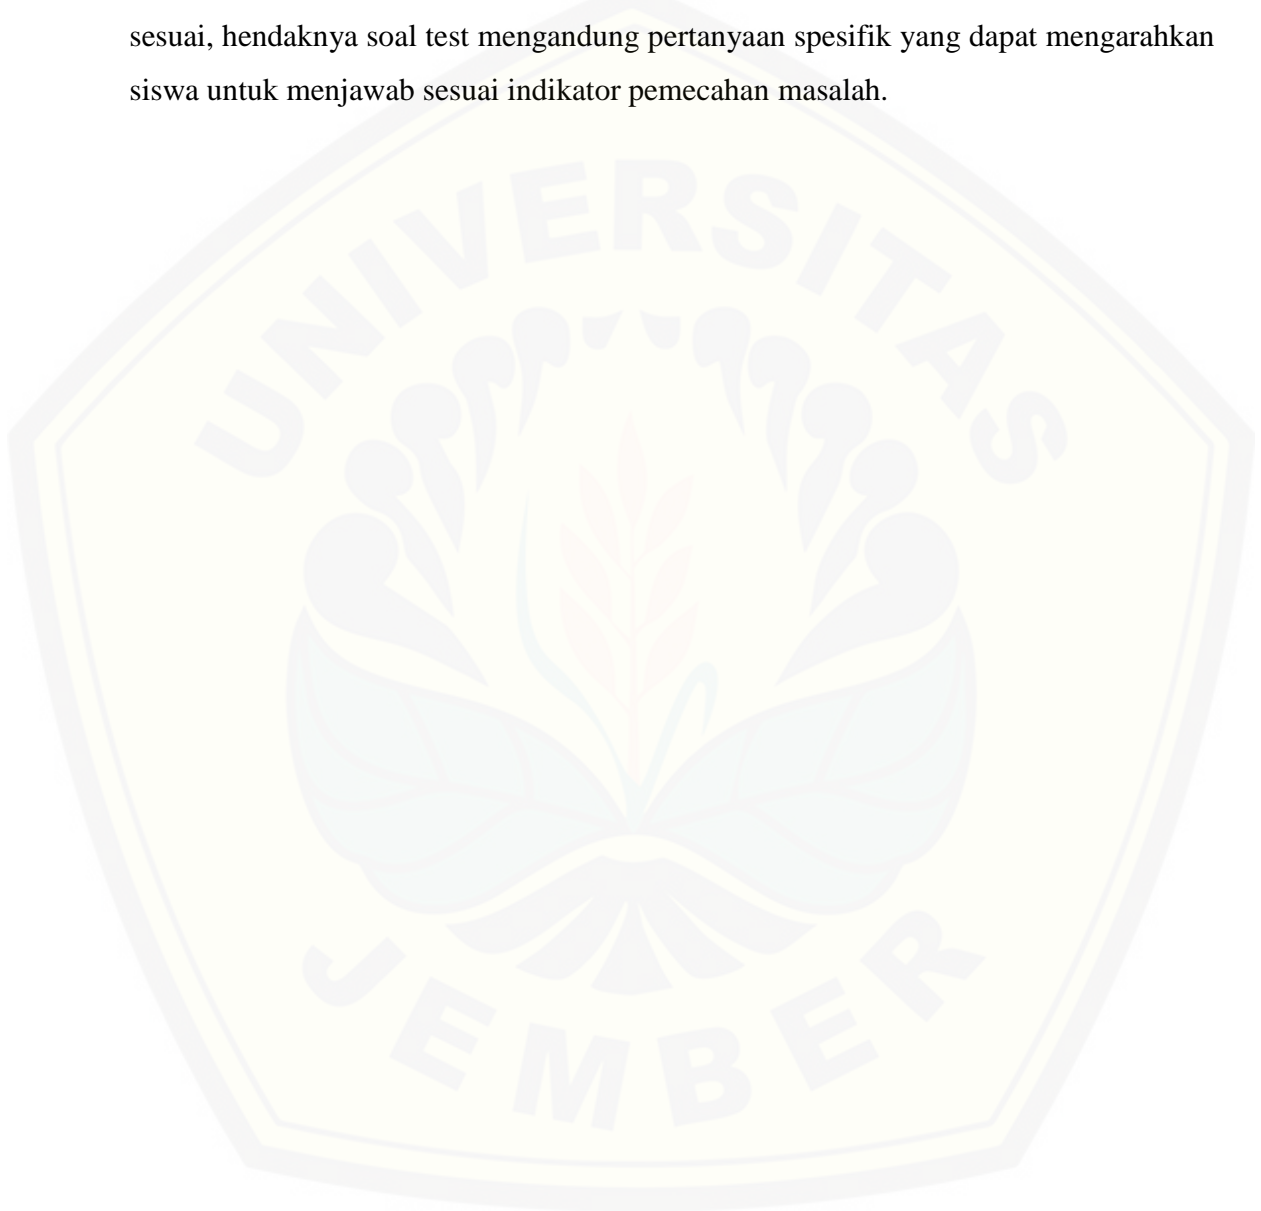 sesuai, hendaknya soal test mengandung pertanyaan spesifik yang dapat mengarahkan
siswa untuk menjawab sesuai indikator pemecahan masalah.
UNIVERSITAS
JEMBER